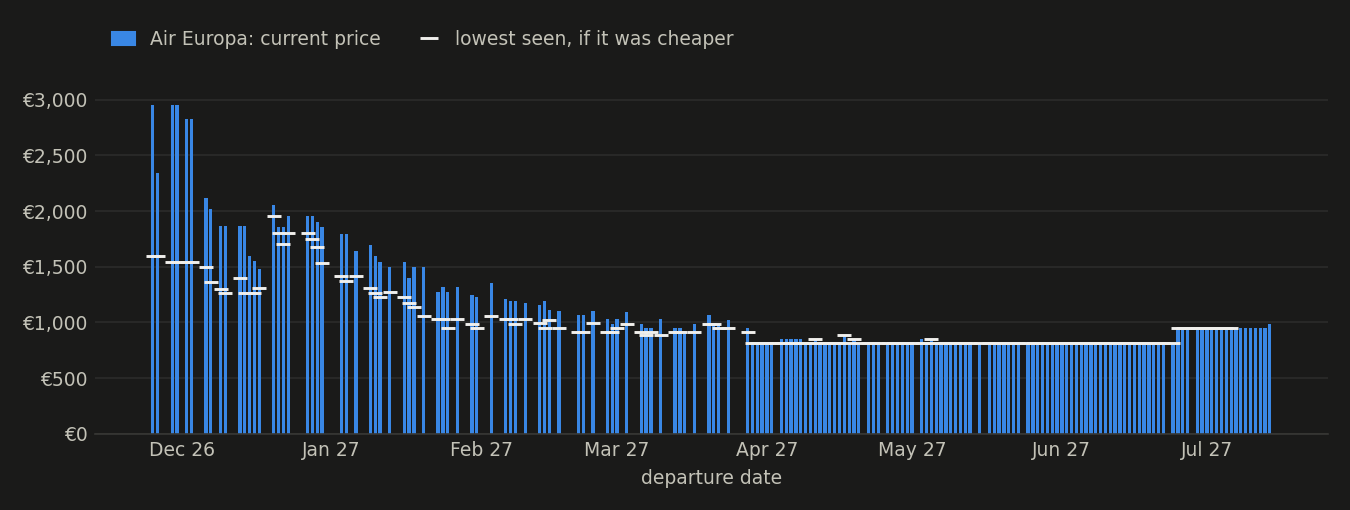 Air Europa: current price
lowest seen, if it was cheaper
€3,000
€2,500
€2,000
€1,500
€1,000
€500
€0
Dec 26 Jan 27 Feb 27 Mar 27 Apr 27 May 27 Jun 27 Jul 27
departure date